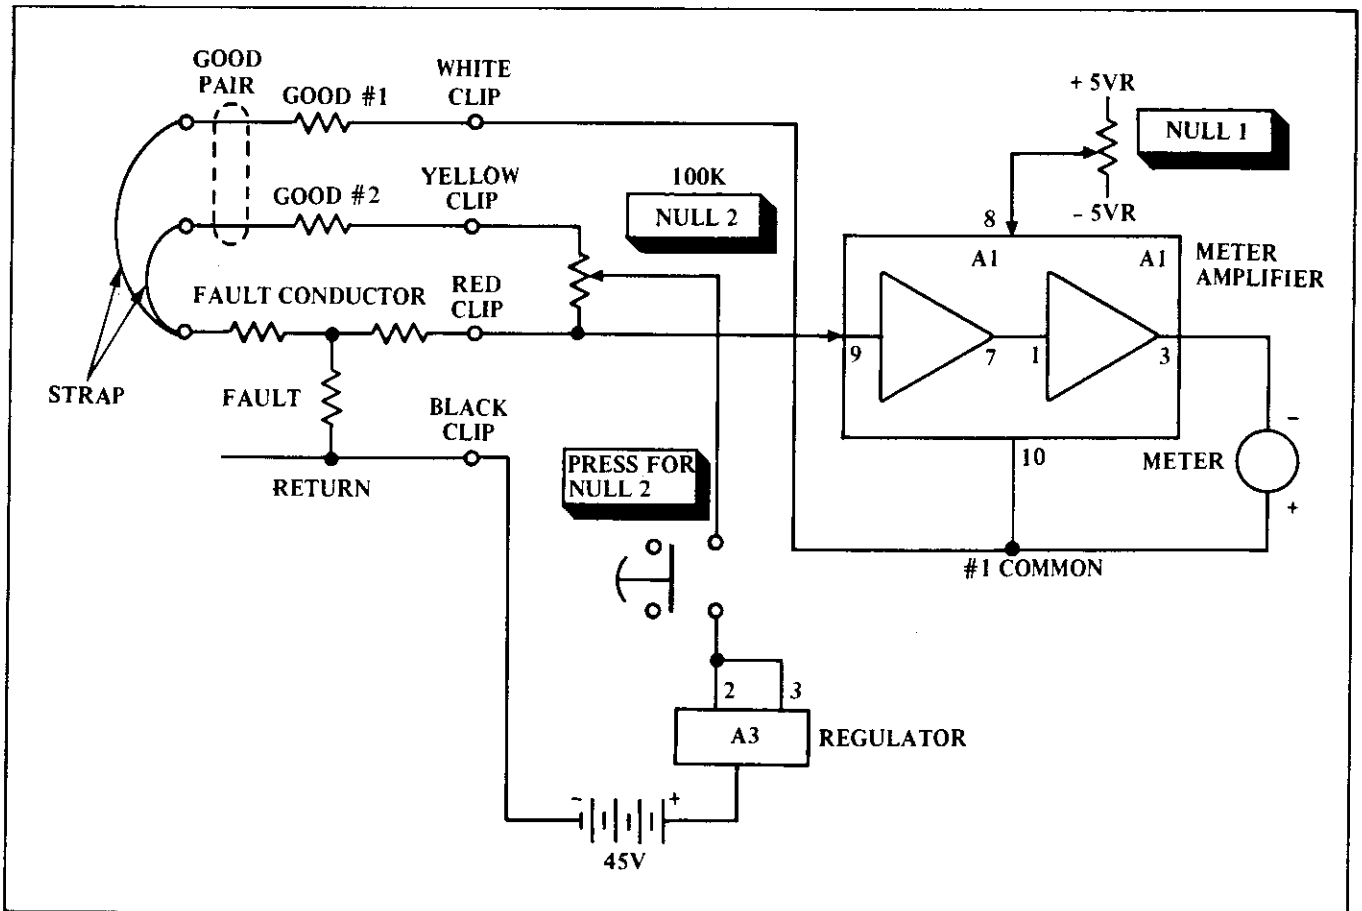 GOOD
PAIR
GOOD #1
WHITE
CLIP
+ 5VR
NULL 1
- 5VR
GOOD #2
YELLOW
CLIP
100K
NULL 2
8
A1
A1
METER
AMPLIFIER
FAULT CONDUCTOR
RED
CLIP
9
7
1
3
STRAP
FAULT
BLACK
CLIP
RETURN
PRESS FOR
NULL 2
10
METER
-
+
#1 COMMON
2
3
A3
REGULATOR
-
+
45V